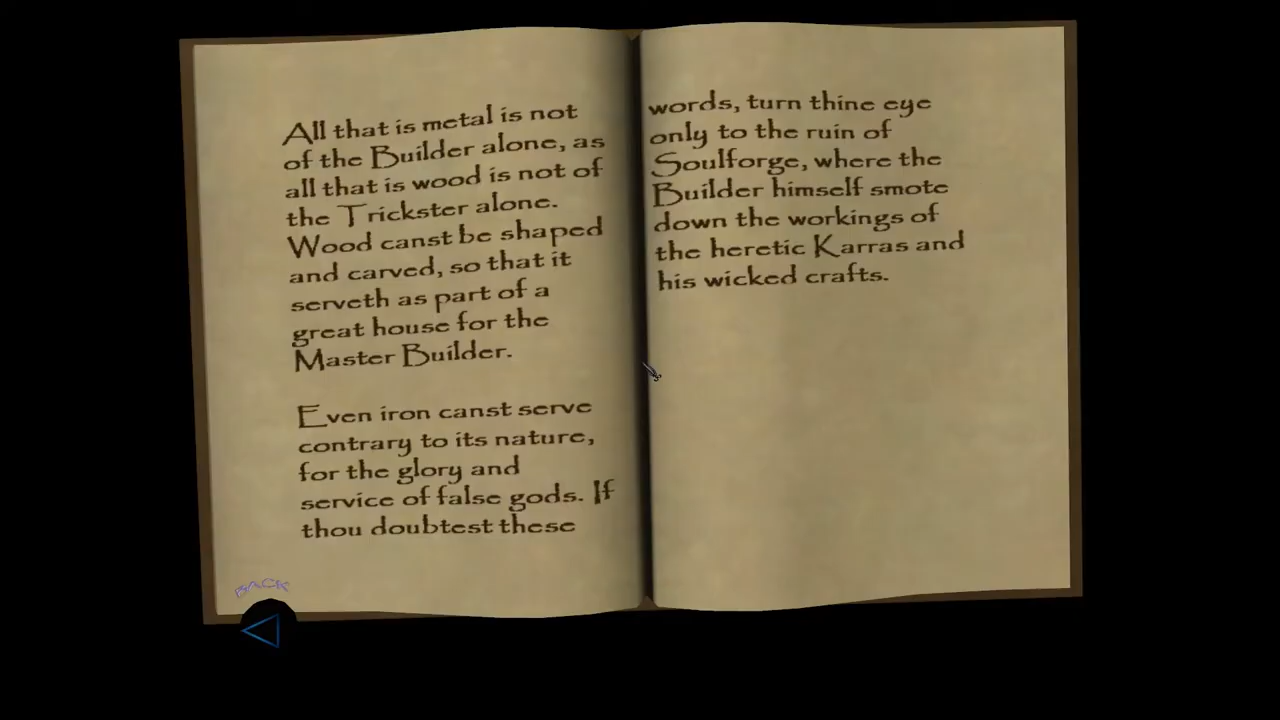 All that is metal is not
of the Builder alone, as
all that is wood is not of
the Trickster alone.
Wood canst be shaped
and carved, so that it
serveth as part of a
great house for the
Master Builder.
Even iron canst serve
contrary to its nature,
for the glory and
service of false gods. If
thou doubtest these
words, turn thine eye
only to the ruin of
Soulforge, where the
Builder himself smote
down the workings of
the heretic Karras and
his wicked crafts.
BACK